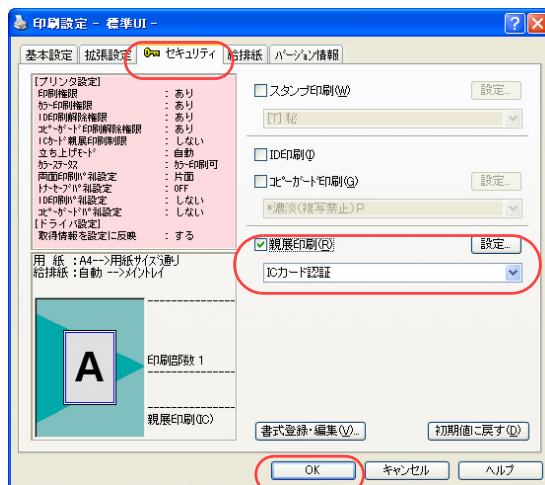 印刷設定 - 標準UI -
基本設定 拡張設定 セキュリティ 給排紙 バージョン情報
[プリンタ設定]
印刷権限 : あり
カラー印刷権限 : あり
ID印刷解除権限 : あり
コピーガード印刷解除権限 : あり
ICカード親展印刷制限 : しない
立ち上げモード : 自動
カラーステータス : カラー印刷可
両面印刷パネル設定 : 片面
トナーセーブパネル設定 : OFF
ID印刷パネル設定 : しない
コピーガードパネル設定 : しない
[ドライバ設定]
取得情報を設定に反映 : する
用 紙 :A4-->用紙サイズ通り
給排紙 :自動 -->メイントレイ
A
印刷部数 1
親展印刷(IC)
スタンプ印刷(W) 設定...
[T] 秘
ID印刷(I)
コピーガード印刷(G) 設定...
*濃淡(複写禁止)P
親展印刷(R) 設定...
ICカード認証
書式登録・編集(V)... 初期値に戻す(D)
OK キャンセル ヘルプ